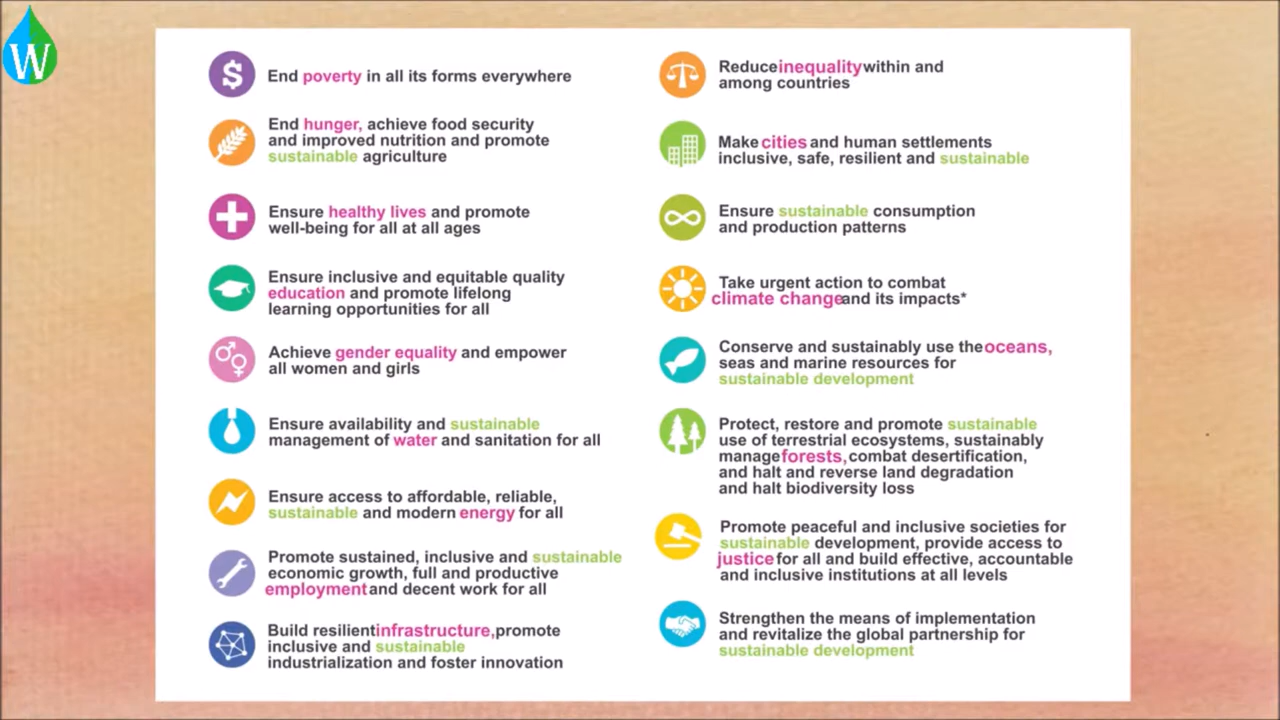 W
$
End poverty in all its forms everywhere
End hunger, achieve food security
and improved nutrition and promote
sustainable agriculture
Ensure healthy lives and promote
well-being for all at all ages
Ensure inclusive and equitable quality
education and promote lifelong
learning opportunities for all
Achieve gender equality and empower
all women and girls
Ensure availability and sustainable
management of water and sanitation for all
Ensure access to affordable, reliable,
sustainable and modern energy for all
Promote sustained, inclusive and sustainable
economic growth, full and productive
employment and decent work for all
Build resilient infrastructure, promote
inclusive and sustainable
industrialization and foster innovation
Reduce inequality within and
among countries
Make cities and human settlements
inclusive, safe, resilient and sustainable
Ensure sustainable consumption
and production patterns
Take urgent action to combat
climate change and its impacts*
Conserve and sustainably use the oceans,
seas and marine resources for
sustainable development
Protect, restore and promote sustainable
use of terrestrial ecosystems, sustainably
manage forests, combat desertification,
and halt and reverse land degradation
and halt biodiversity loss
Promote peaceful and inclusive societies for
sustainable development, provide access to
justice for all and build effective, accountable
and inclusive institutions at all levels
Strengthen the means of implementation
and revitalize the global partnership for
sustainable development